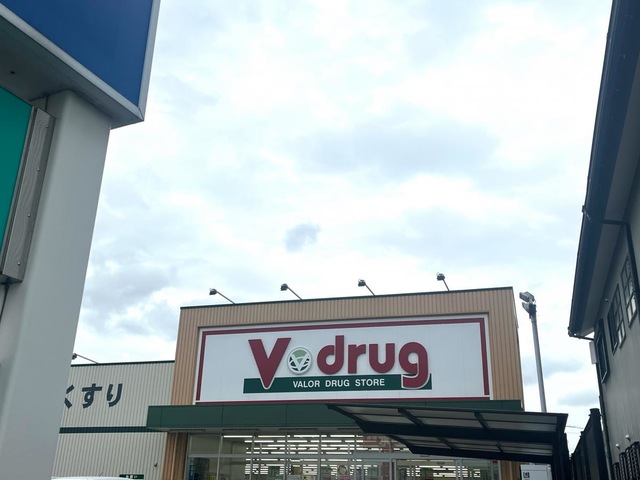 V drug
VALOR DRUG STORE
くすり